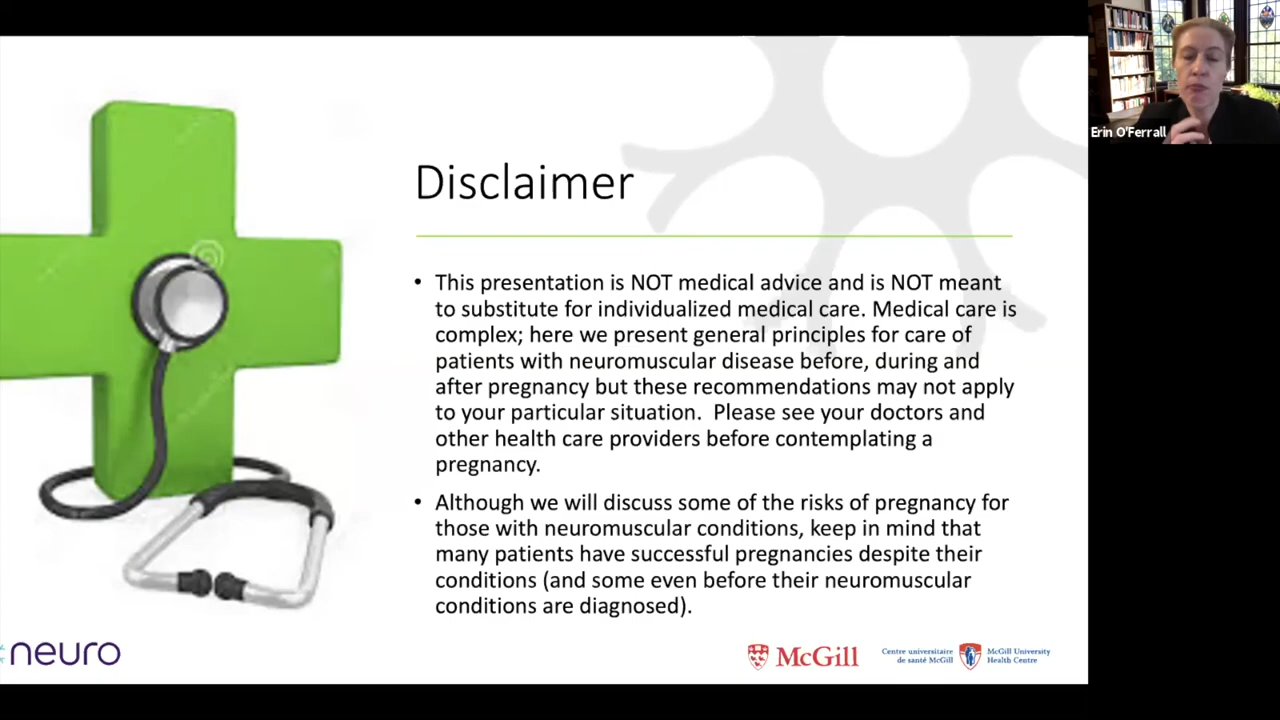 Erin O'Ferrall
Disclaimer
• This presentation is NOT medical advice and is NOT meant
to substitute for individualized medical care. Medical care is
complex; here we present general principles for care of
patients with neuromuscular disease before, during and
after pregnancy but these recommendations may not apply
to your particular situation.  Please see your doctors and
other health care providers before contemplating a
pregnancy.
• Although we will discuss some of the risks of pregnancy for
those with neuromuscular conditions, keep in mind that
many patients have successful pregnancies despite their
conditions (and some even before their neuromuscular
conditions are diagnosed).
neuro
McGill
Centre universitaire
de santé McGill
McGill University
Health Centre